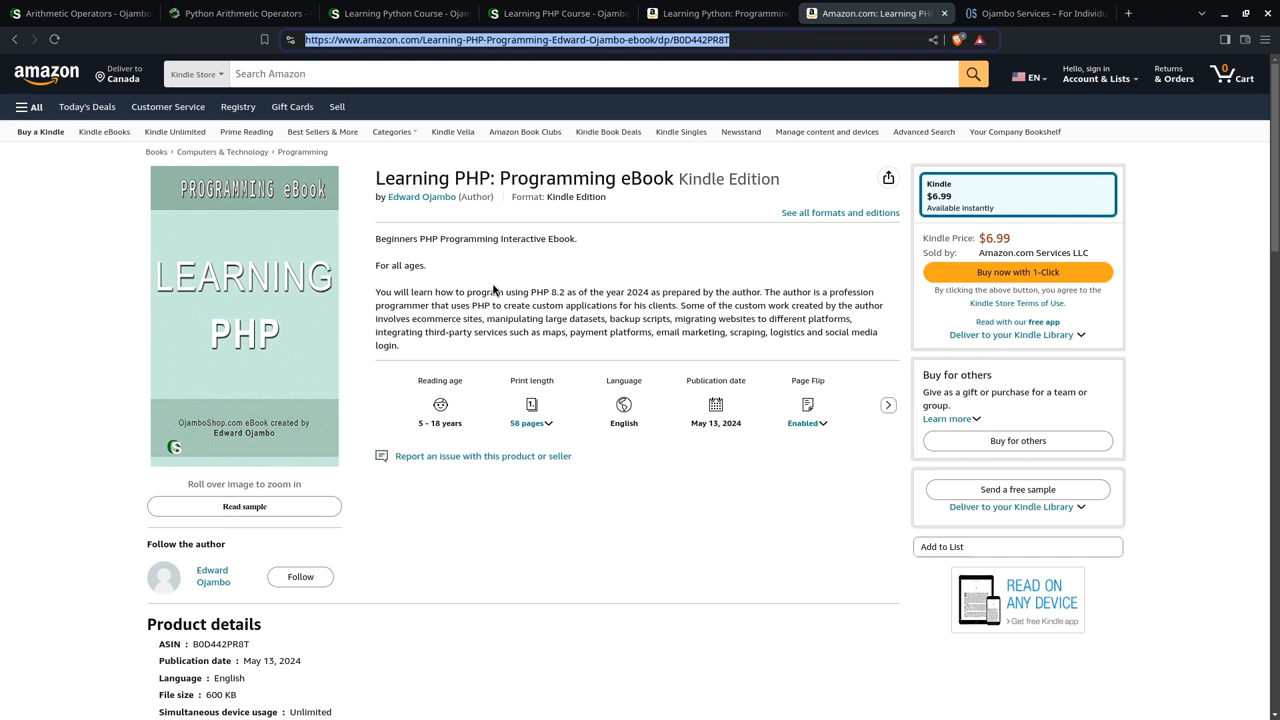 Arithmetic Operators - 
Arithmetic Operators - 
Learning PHP Course - Ojam
Learning PHP Course - Ojam
Learning Python: Programming
Amazon.com: Learning PH
Ojambo Services – For Individ
https://www.amazon.com/Learning-PHP-Programming-Edward-Ojambo-ebook/dp/B0D442PR8T
amazon
Deliver to
Canada
Kindle Store
Search Amazon
EN
Hello, sign in
Account & Lists
Returns
& Orders
0
Cart
All
Today's Deals
Customer Service
Registry
Gift Cards
Sell
Buy a Kindle
Kindle eBooks
Kindle Unlimited
Prime Reading
Best Sellers & More
Categories
Kindle Vella
Amazon Book Clubs
Kindle Book Deals
Kindle Singles
Newsstand
Manage content and devices
Advanced Search
Your Company Bookshelf
Books › Computers & Technology › Programming
PROGRAMMING eBook
LEARNING
PHP
OjamboShop.com eBook created by
Edward Ojambo
Roll over image to zoom in
Read sample
Follow the author
Edward
Ojambo
Follow
Learning PHP: Programming eBook Kindle Edition
by Edward Ojambo (Author) Format: Kindle Edition
See all formats and editions
Beginners PHP Programming Interactive Ebook.
For all ages.
You will learn how to program using PHP 8.2 as of the year 2024 as prepared by the author. The author is a profession
programmer that uses PHP to create custom applications for his clients. Some of the custom work created by the author
involves ecommerce sites, manipulating large datasets, backup scripts, migrating websites to different platforms,
integrating third-party services such as maps, payment platforms, email marketing, scraping, logistics and social media
login.
Reading age
5 - 18 years
Print length
58 pages
Language
English
Publication date
May 13, 2024
Page Flip
Enabled
Report an issue with this product or seller
Kindle
$6.99
Available instantly
Kindle Price: $6.99
Sold by: Amazon.com Services LLC
Buy now with 1-Click
By clicking the above button, you agree to the
Kindle Store Terms of Use.
Read with our free app
Deliver to your Kindle Library
Buy for others
Give as a gift or purchase for a team or
group.
Learn more
Buy for others
Send a free sample
Deliver to your Kindle Library
Add to List
READ ON
ANY DEVICE
› Get free Kindle app
Product details
ASIN : B0D442PR8T
Publication date : May 13, 2024
Language : English
File size : 600 KB
Simultaneous device usage : Unlimited